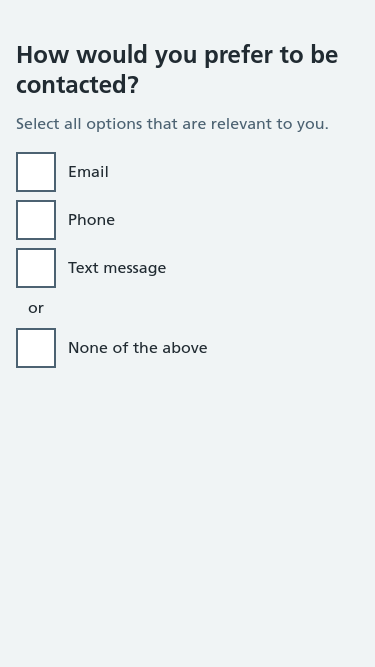 How would you prefer to be
contacted?
Select all options that are relevant to you.
Email
Phone
Text message
or
None of the above